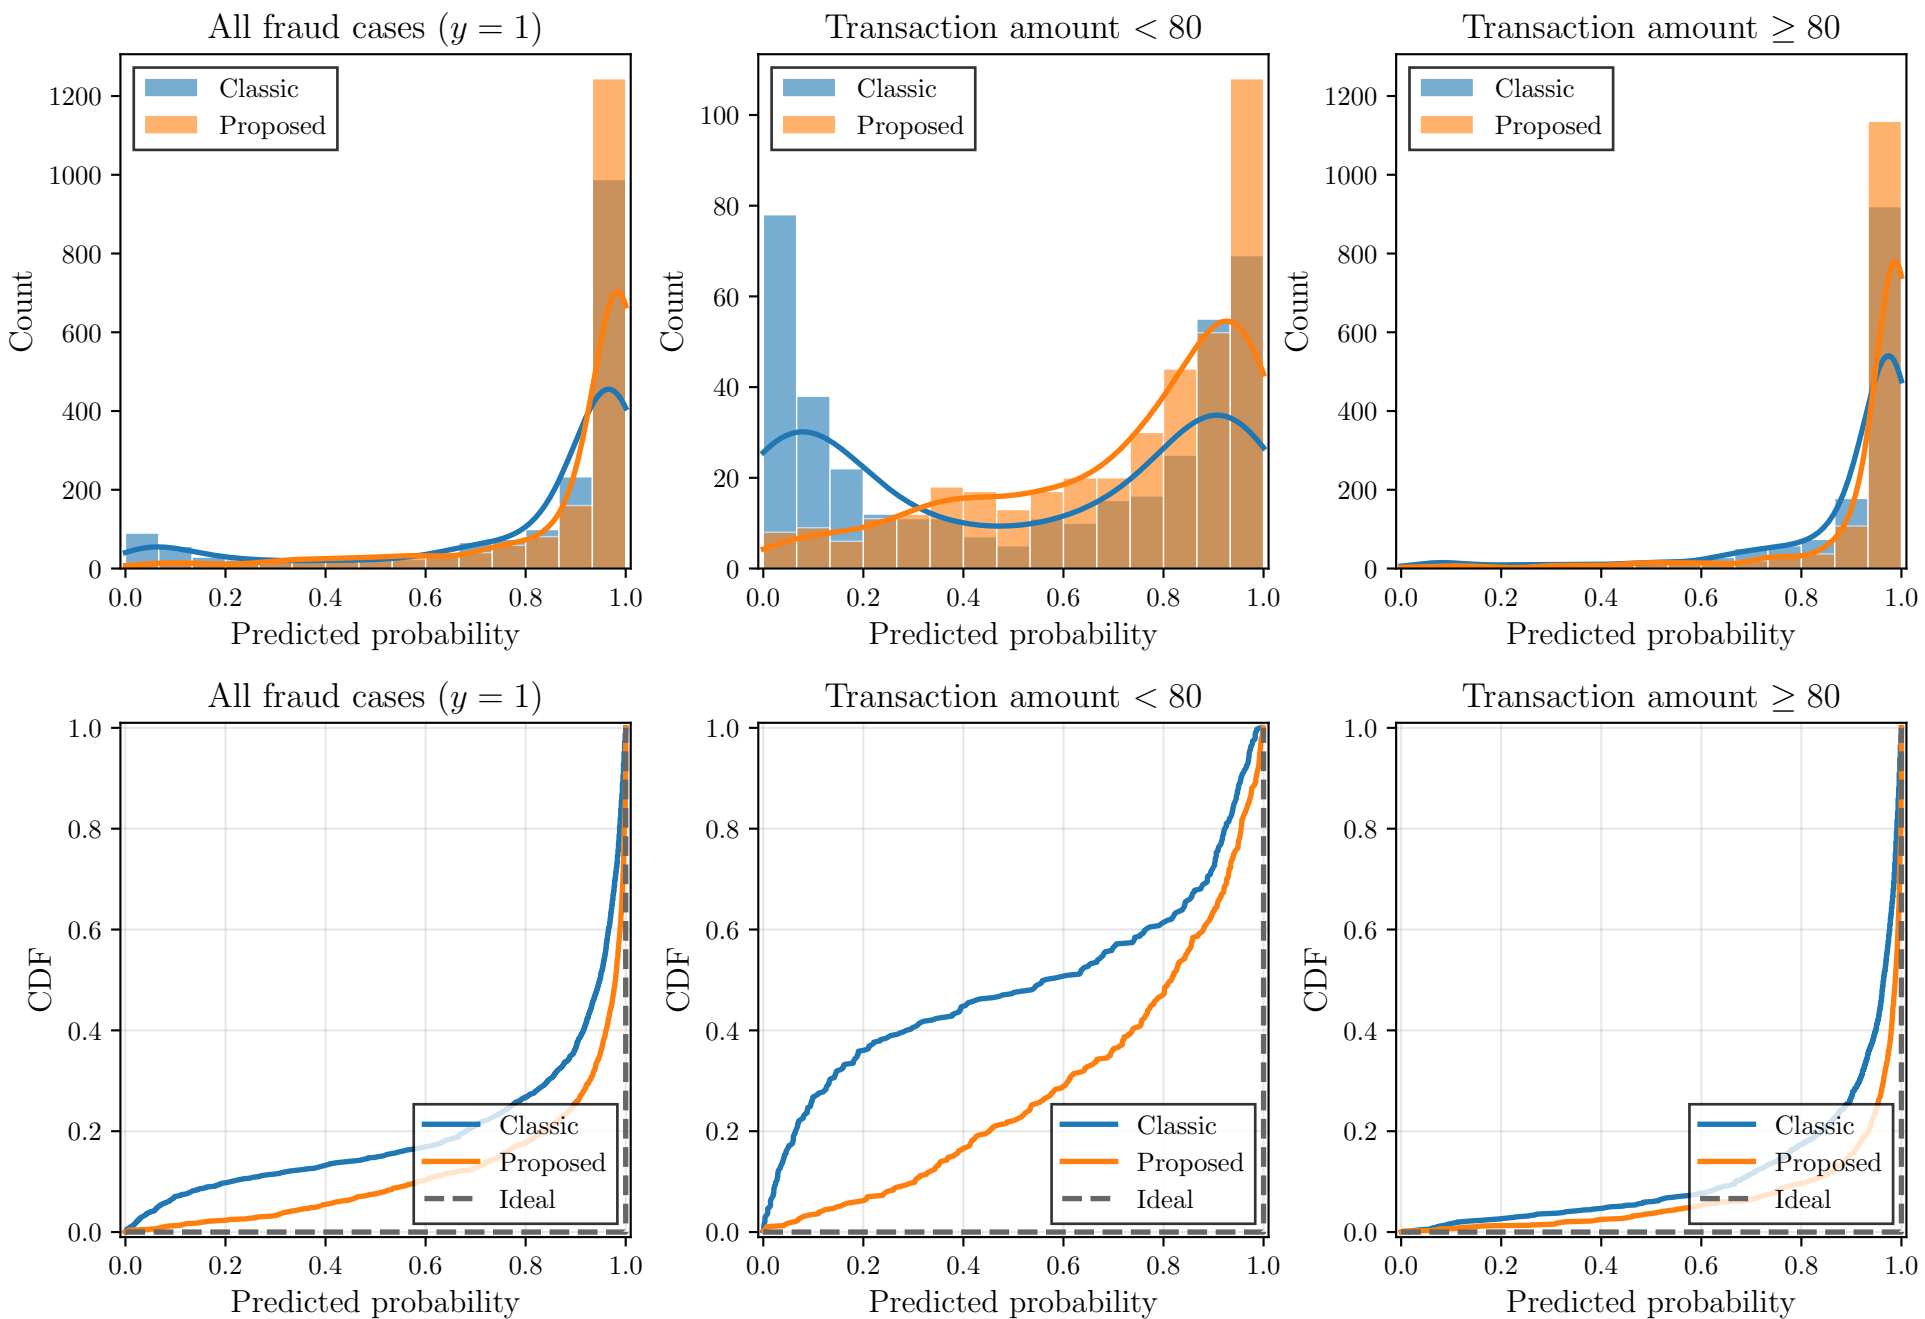 All fraud cases (y = 1)
Classic
Proposed
Count
0
200
400
600
800
1000
1200
0.0 0.2 0.4 0.6 0.8 1.0
Predicted probability
Transaction amount < 80
Classic
Proposed
Count
0
20
40
60
80
100
0.0 0.2 0.4 0.6 0.8 1.0
Predicted probability
Transaction amount ≥ 80
Classic
Proposed
Count
0
200
400
600
800
1000
1200
0.0 0.2 0.4 0.6 0.8 1.0
Predicted probability
All fraud cases (y = 1)
CDF
0.0
0.2
0.4
0.6
0.8
1.0
Classic
Proposed
Ideal
0.0 0.2 0.4 0.6 0.8 1.0
Predicted probability
Transaction amount < 80
CDF
0.0
0.2
0.4
0.6
0.8
1.0
Classic
Proposed
Ideal
0.0 0.2 0.4 0.6 0.8 1.0
Predicted probability
Transaction amount ≥ 80
CDF
0.0
0.2
0.4
0.6
0.8
1.0
Classic
Proposed
Ideal
0.0 0.2 0.4 0.6 0.8 1.0
Predicted probability